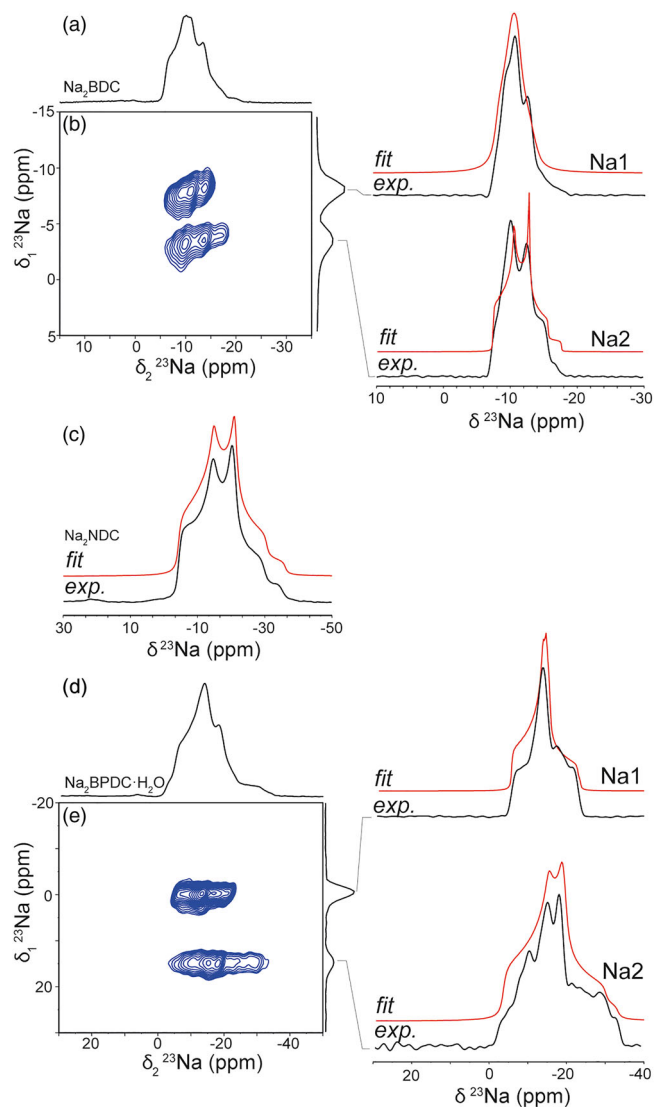 (a)
Na₂BDC
(b)
-15
-10
-5
0
5
δ₁ ²³Na (ppm)
10
0
-10
-20
-30
δ₂ ²³Na (ppm)
fit
exp.
Na1
fit
exp.
Na2
10
0
-10
-20
-30
δ ²³Na (ppm)
(c)
Na₂NDC
fit
exp.
30
10
-10
-30
-50
δ ²³Na (ppm)
(d)
Na₂BPDC·H₂O
(e)
-20
0
20
δ₁ ²³Na (ppm)
20
0
-20
-40
δ₂ ²³Na (ppm)
fit
exp.
Na1
fit
exp.
Na2
20
0
-20
-40
δ ²³Na (ppm)